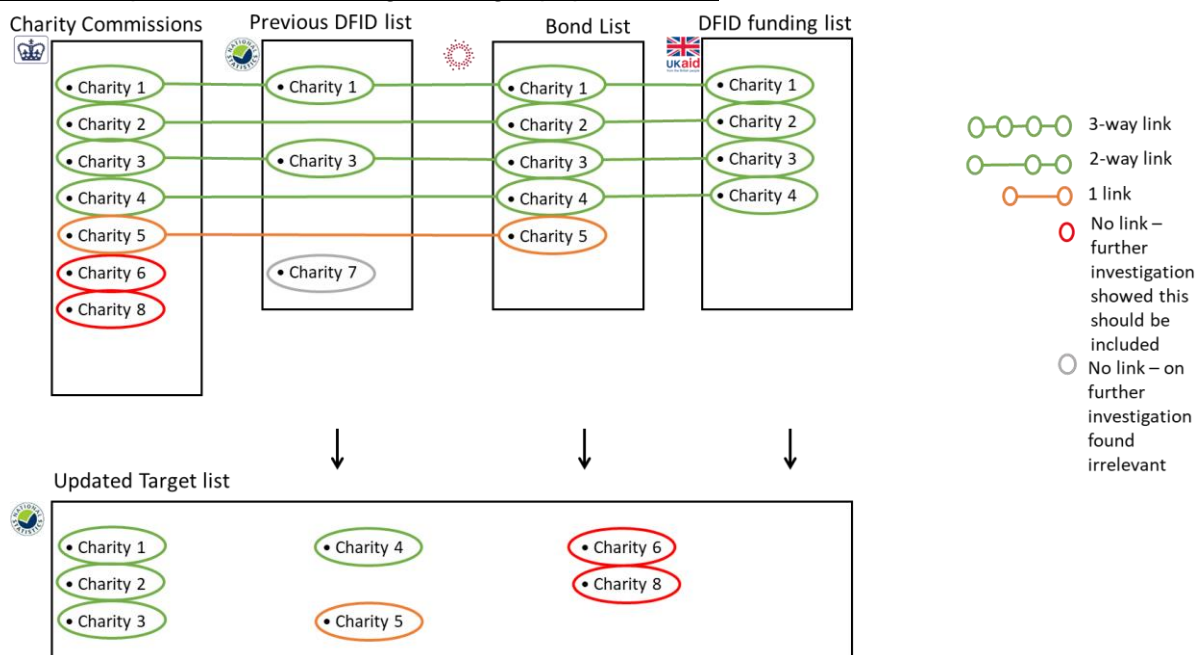 Charity Commissions
Previous DFID list
Bond List
DFID funding list
NATIONAL STATISTICS
UKaid
• Charity 1
• Charity 2
• Charity 3
• Charity 4
• Charity 5
• Charity 6
• Charity 8
• Charity 1
• Charity 3
• Charity 7
• Charity 1
• Charity 2
• Charity 3
• Charity 4
• Charity 5
• Charity 1
• Charity 2
• Charity 3
• Charity 4
3-way link
2-way link
1 link
No link –
further
investigation
showed this
should be
included
No link – on
further
investigation
found
irrelevant
Updated Target list
NATIONAL STATISTICS
• Charity 1
• Charity 2
• Charity 3
• Charity 4
• Charity 5
• Charity 6
• Charity 8